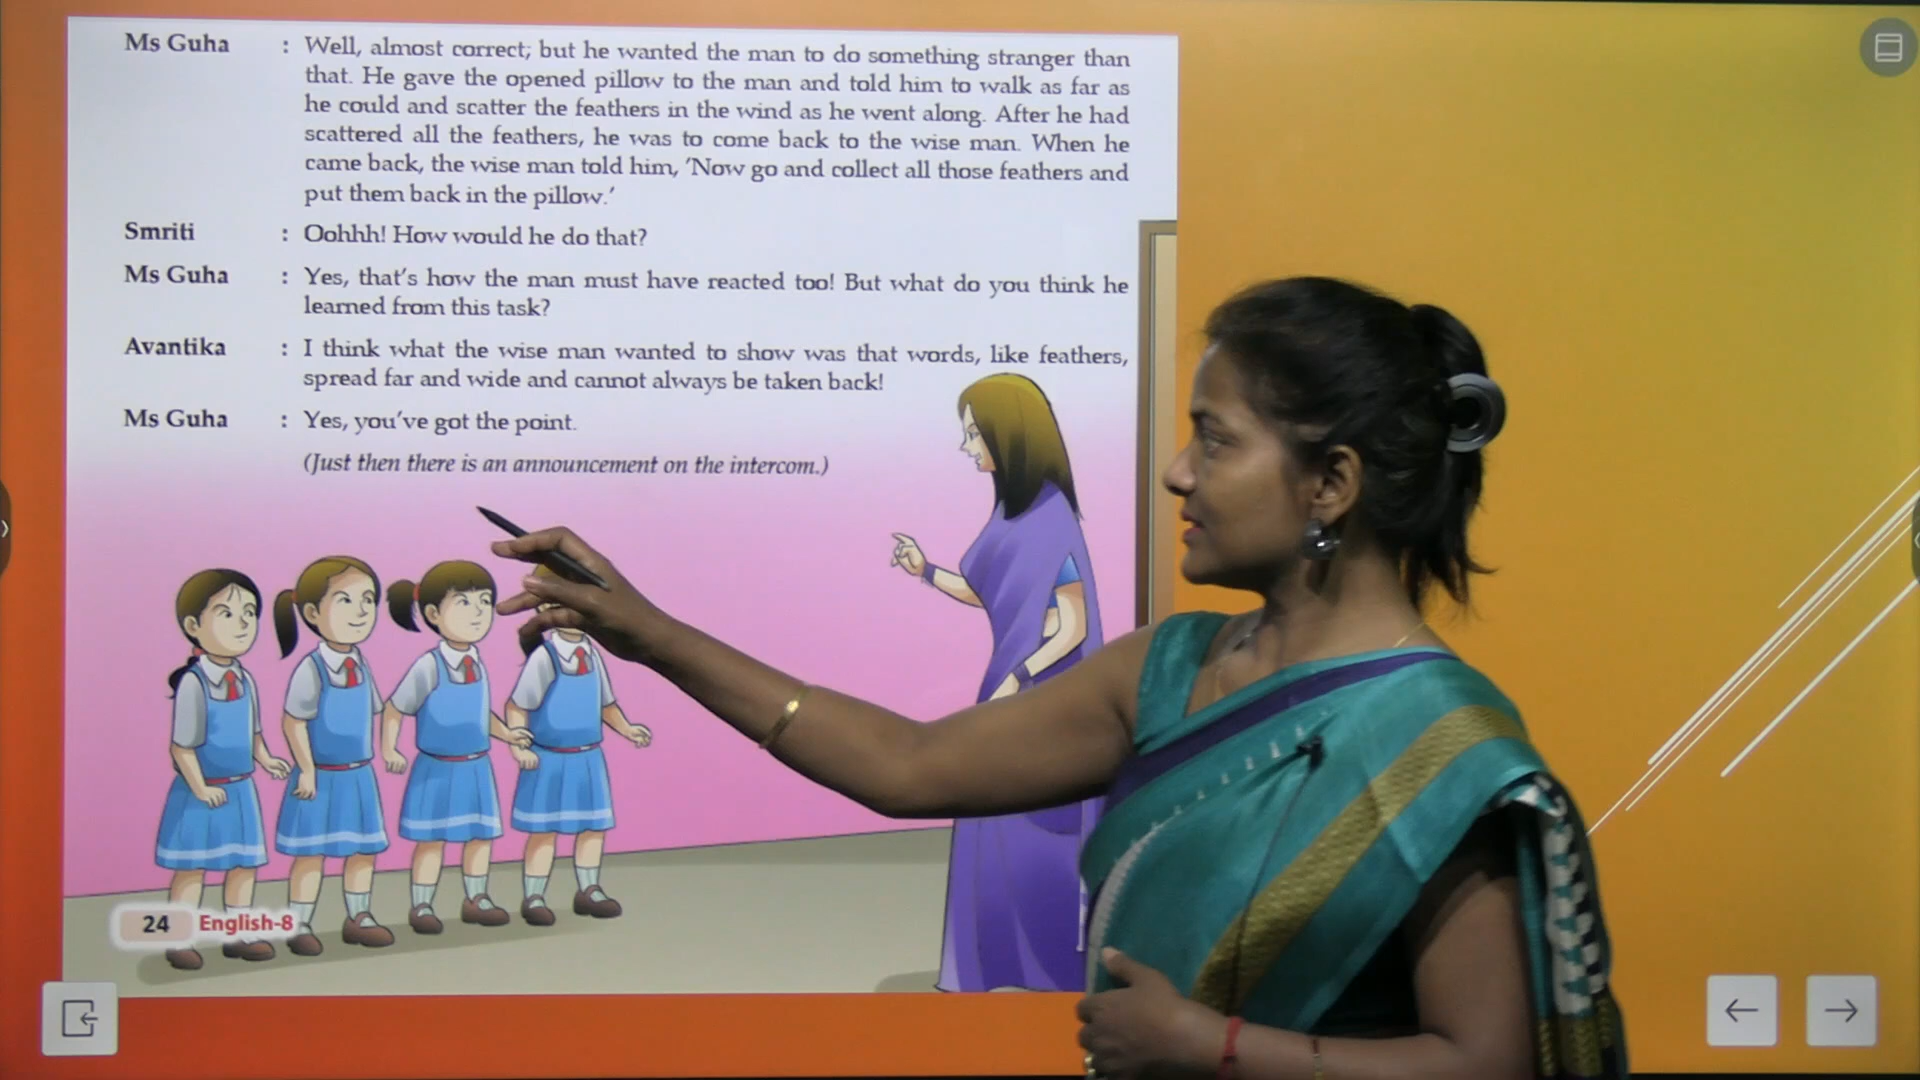 Ms Guha : Well, almost correct; but he wanted the man to do something stranger than
that. He gave the opened pillow to the man and told him to walk as far as
he could and scatter the feathers in the wind as he went along. After he had
scattered all the feathers, he was to come back to the wise man. When he
came back, the wise man told him, 'Now go and collect all those feathers and
put them back in the pillow.'
Smriti : Oohhh! How would he do that?
Ms Guha : Yes, that's how the man must have reacted too! But what do you think he
learned from this task?
Avantika : I think what the wise man wanted to show was that words, like feathers,
spread far and wide and cannot always be taken back!
Ms Guha : Yes, you've got the point.
(Just then there is an announcement on the intercom.)
24 English-8